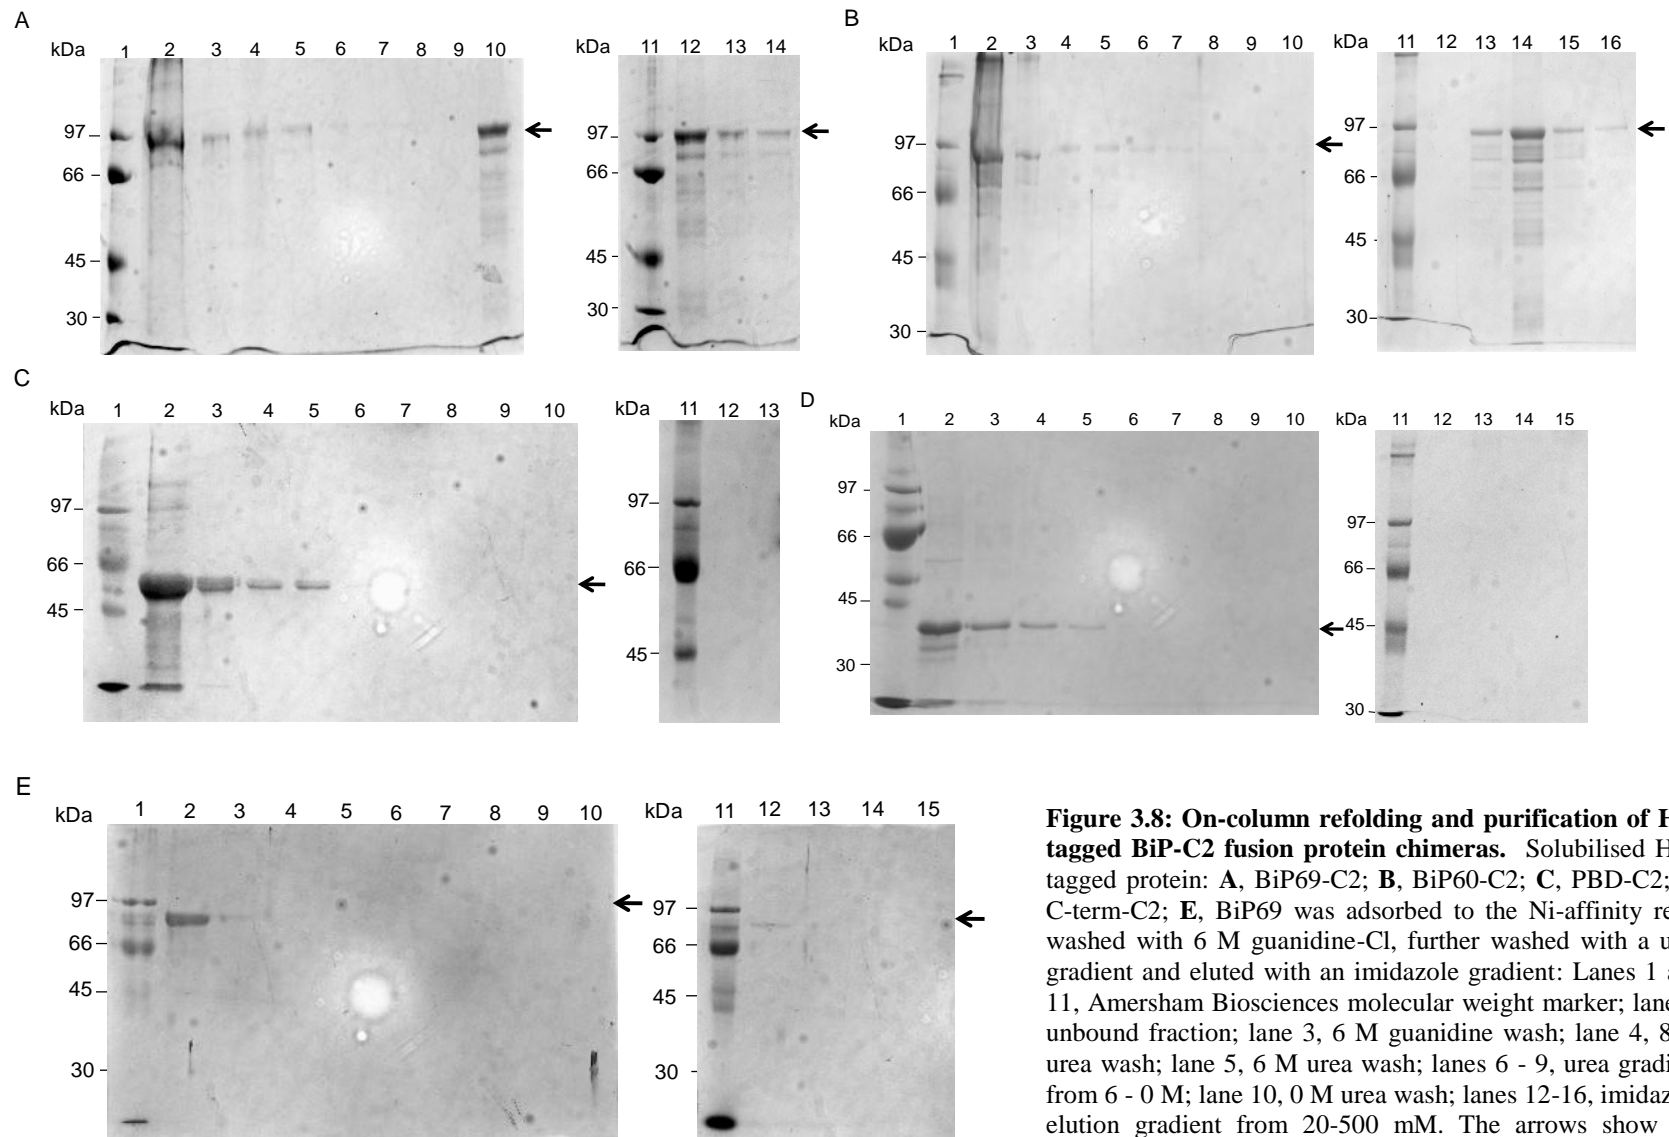 A
kDa 1 2 3 4 5 6 7 8 9 10 11 12 13 14
97
66
45
30
kDa
97
66
45
30
B
kDa 1 2 3 4 5 6 7 8 9 10
97
66
45
30
kDa 11 12 13 14 15 16
97
66
45
30
C
kDa 1 2 3 4 5 6 7 8 9 10
97
66
45
kDa 11 12 13
97
66
45
D
kDa 1 2 3 4 5 6 7 8 9 10
97
66
45
30
kDa 11 12 13 14 15
97
66
45
30
E
kDa 1 2 3 4 5 6 7 8 9 10
97
66
45
30
kDa 11 12 13 14 15
97
66
45
30
Figure 3.8: On-column refolding and purification of H
tagged BiP-C2 fusion protein chimeras. Solubilised H
tagged protein: A, BiP69-C2; B, BiP60-C2; C, PBD-C2;
C-term-C2; E, BiP69 was adsorbed to the Ni-affinity re
washed with 6 M guanidine-Cl, further washed with a u
gradient and eluted with an imidazole gradient: Lanes 1 a
11, Amersham Biosciences molecular weight marker; lane
unbound fraction; lane 3, 6 M guanidine wash; lane 4, 8
urea wash; lane 5, 6 M urea wash; lanes 6 - 9, urea gradi
from 6 - 0 M; lane 10, 0 M urea wash; lanes 12-16, imidaz
elution gradient from 20-500 mM. The arrows show